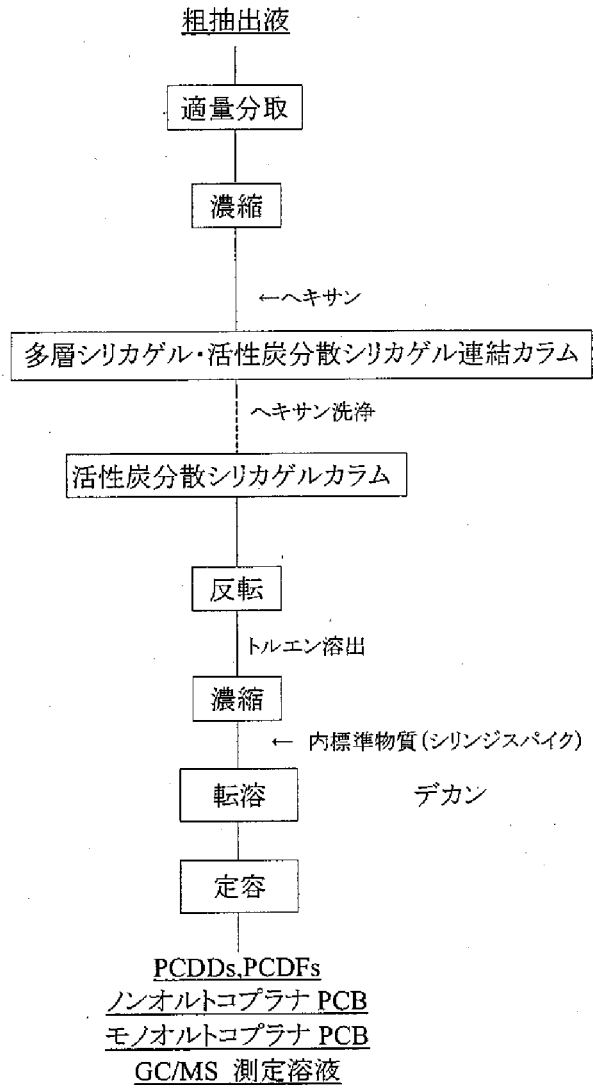 粗抽出液
適量分取
濃縮
←ヘキサン
多層シリカゲル・活性炭分散シリカゲル連結カラム
ヘキサン洗浄
活性炭分散シリカゲルカラム
反転
トルエン溶出
濃縮
← 内標準物質(シリンジスパイク)
転溶 デカン
定容
PCDDs,PCDFs
ノンオルトコプラナ PCB
モノオルトコプラナ PCB
GC/MS 測定溶液